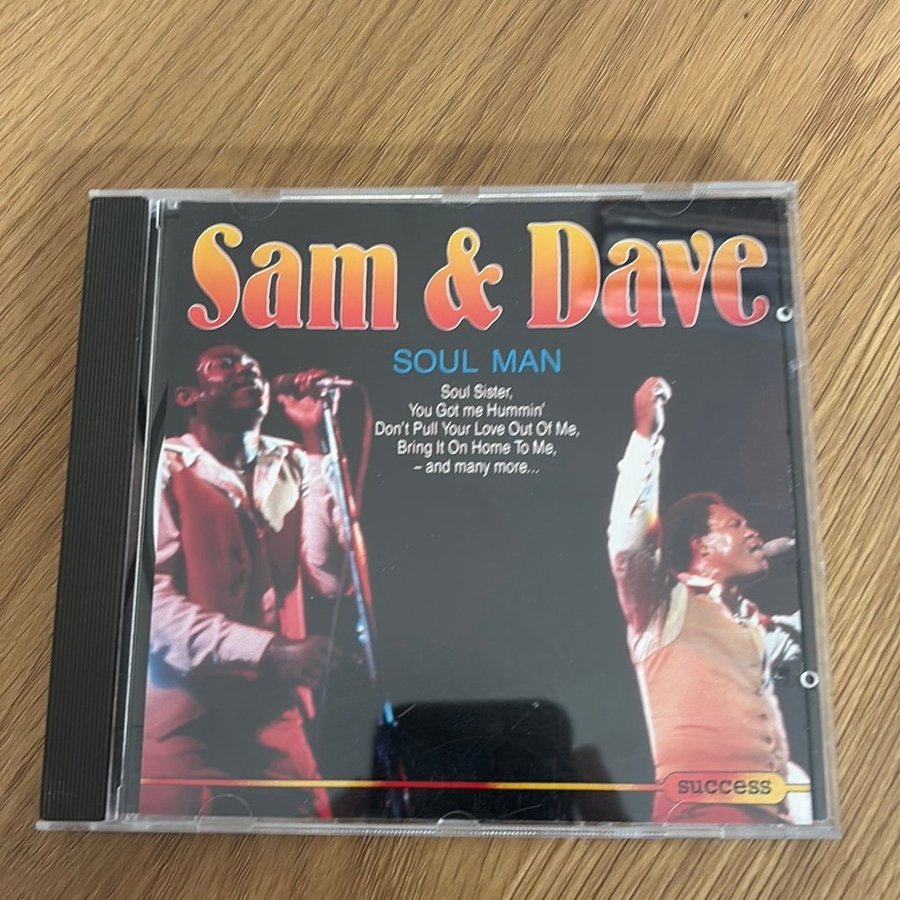 Sam & Dave
SOUL MAN
Soul Sister,
You Got me Hummin'
Don't Pull Your Love Out Of Me,
Bring It On Home To Me,
– and many more...
success